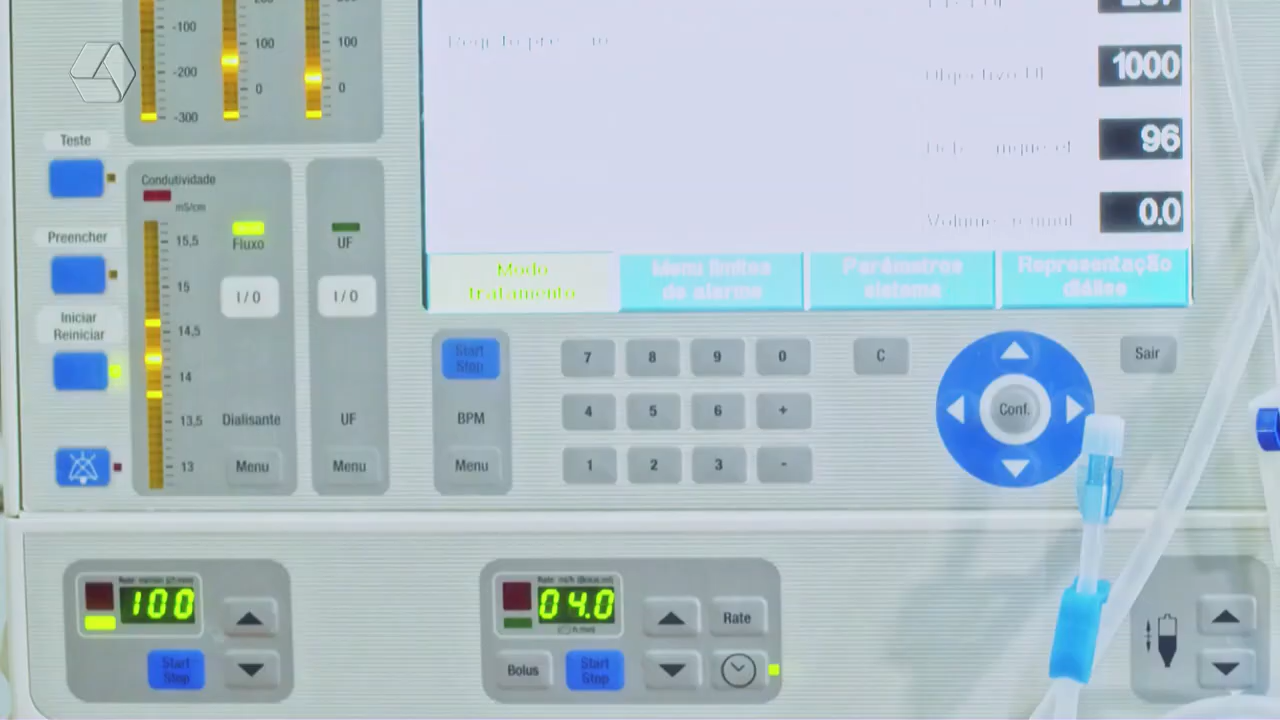 -100
-200
-300
100
0
100
0
1000
96
0.0
Teste
Preencher
Iniciar
Reiniciar
Condutividade
mS/cm
15,5
15
14,5
14
13,5
13
Fluxo
I/0
Dialisante
Menu
UF
I/0
UF
Menu
Modo
tratamento
Menu limites
de alarme
Parâmetros
sistema
Representação
diálise
Start
Stop
BPM
Menu
7 8 9 0
4 5 6 +
1 2 3 -
C
Conf.
Sair
100
Start
Stop
04.0
Rate
Bolus
Start
Stop